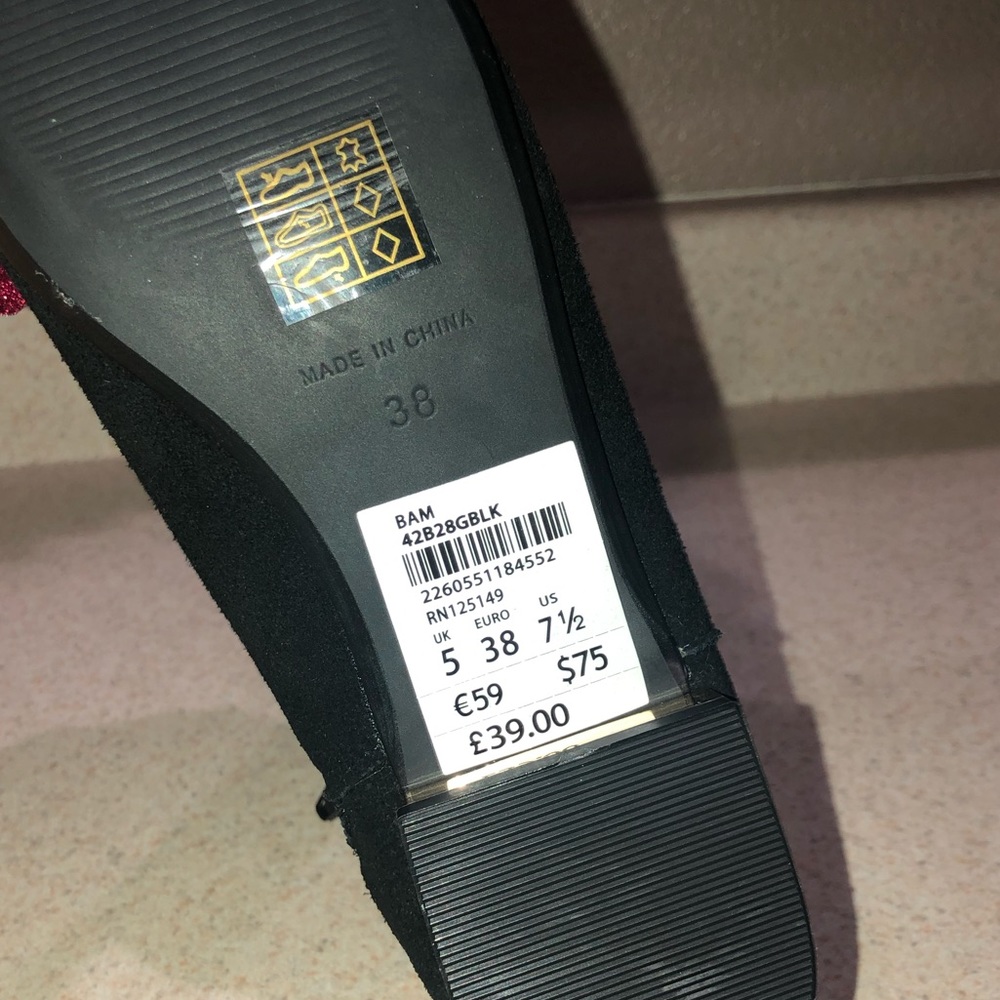 MADE IN CHINA
38
BAM
42B28GBLK
2260551184552
RN125149
UK EURO US
5 38 7½
€59 $75
£39.00